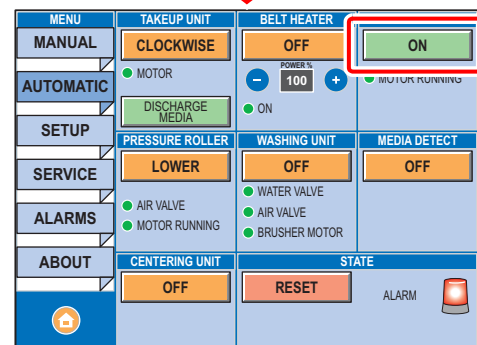 MENU
MANUAL
AUTOMATIC
SETUP
SERVICE
ALARMS
ABOUT
TAKEUP UNIT
CLOCKWISE
MOTOR
DISCHARGE
MEDIA
BELT HEATER
OFF
POWER %
100
ON
ON
MOTOR RUNNING
PRESSURE ROLLER
LOWER
AIR VALVE
MOTOR RUNNING
WASHING UNIT
OFF
WATER VALVE
AIR VALVE
BRUSHER MOTOR
MEDIA DETECT
OFF
CENTERING UNIT
OFF
STATE
RESET
ALARM